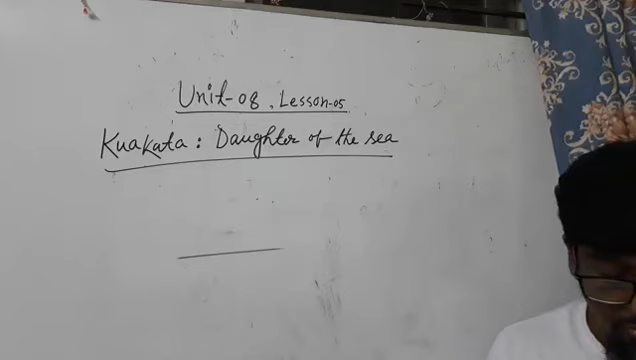 Unit-08, Lesson-05
Kuakata: Daughter of the sea